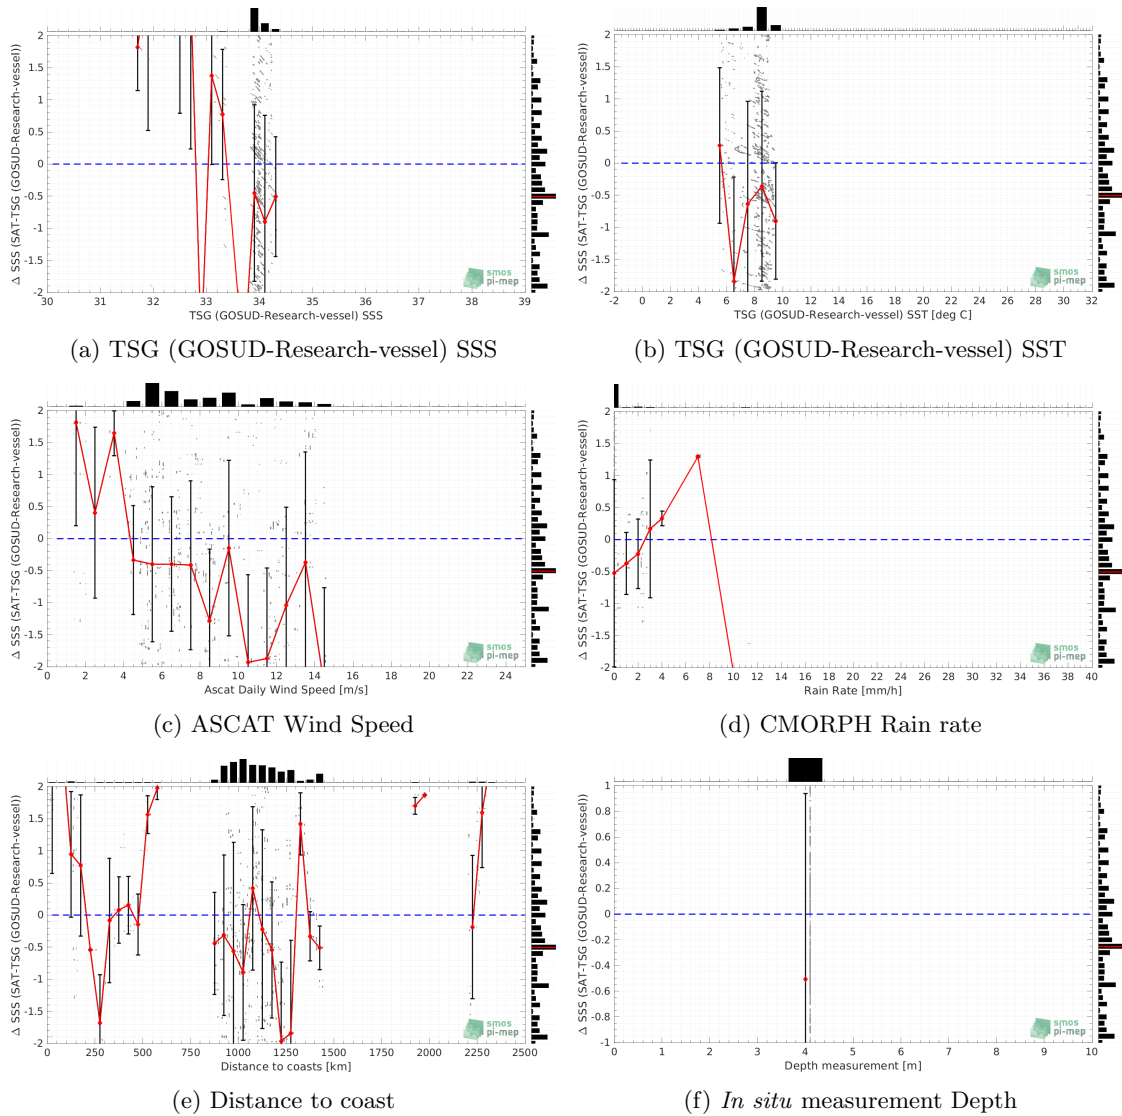 2
1.5
1
0.5
0
-0.5
-1
-1.5
-2
Δ SSS (SAT-TSG (GOSUD-Research-vessel))
30 31 32 33 34 35 36 37 38 39
TSG (GOSUD-Research-vessel) SSS
smos
pi-mep
(a) TSG (GOSUD-Research-vessel) SSS
2
1.5
1
0.5
0
-0.5
-1
-1.5
-2
Δ SSS (SAT-TSG (GOSUD-Research-vessel))
-2 0 2 4 6 8 10 12 14 16 18 20 22 24 26 28 30 32
TSG (GOSUD-Research-vessel) SST [deg C]
smos
pi-mep
(b) TSG (GOSUD-Research-vessel) SST
2
1.5
1
0.5
0
-0.5
-1
-1.5
-2
Δ SSS (SAT-TSG (GOSUD-Research-vessel))
0 2 4 6 8 10 12 14 16 18 20 22 24
Ascat Daily Wind Speed [m/s]
smos
pi-mep
(c) ASCAT Wind Speed
2
1.5
1
0.5
0
-0.5
-1
-1.5
-2
Δ SSS (SAT-TSG (GOSUD-Research-vessel))
0 2 4 6 8 10 12 14 16 18 20 22 24 26 28 30 32 34 36 38 40
Rain Rate [mm/h]
smos
pi-mep
(d) CMORPH Rain rate
2
1.5
1
0.5
0
-0.5
-1
-1.5
-2
Δ SSS (SAT-TSG (GOSUD-Research-vessel))
0 250 500 750 1000 1250 1500 1750 2000 2250 2500
Distance to coasts [km]
smos
pi-mep
(e) Distance to coast
1
0.8
0.6
0.4
0.2
0
-0.2
-0.4
-0.6
-0.8
-1
Δ SSS (SAT-TSG (GOSUD-Research-vessel))
0 1 2 3 4 5 6 7 8 9 10
Depth measurement [m]
smos
pi-mep
(f) In situ measurement Depth